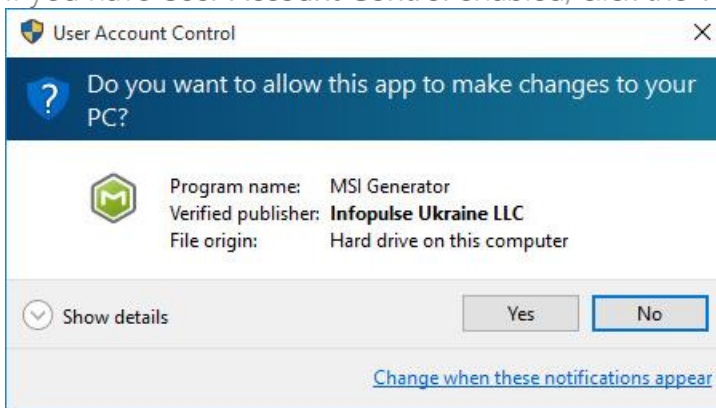 User Account Control
Do you want to allow this app to make changes to your
PC?
Program name: MSI Generator
Verified publisher: Infopulse Ukraine LLC
File origin: Hard drive on this computer
Show details
Yes No
Change when these notifications appear